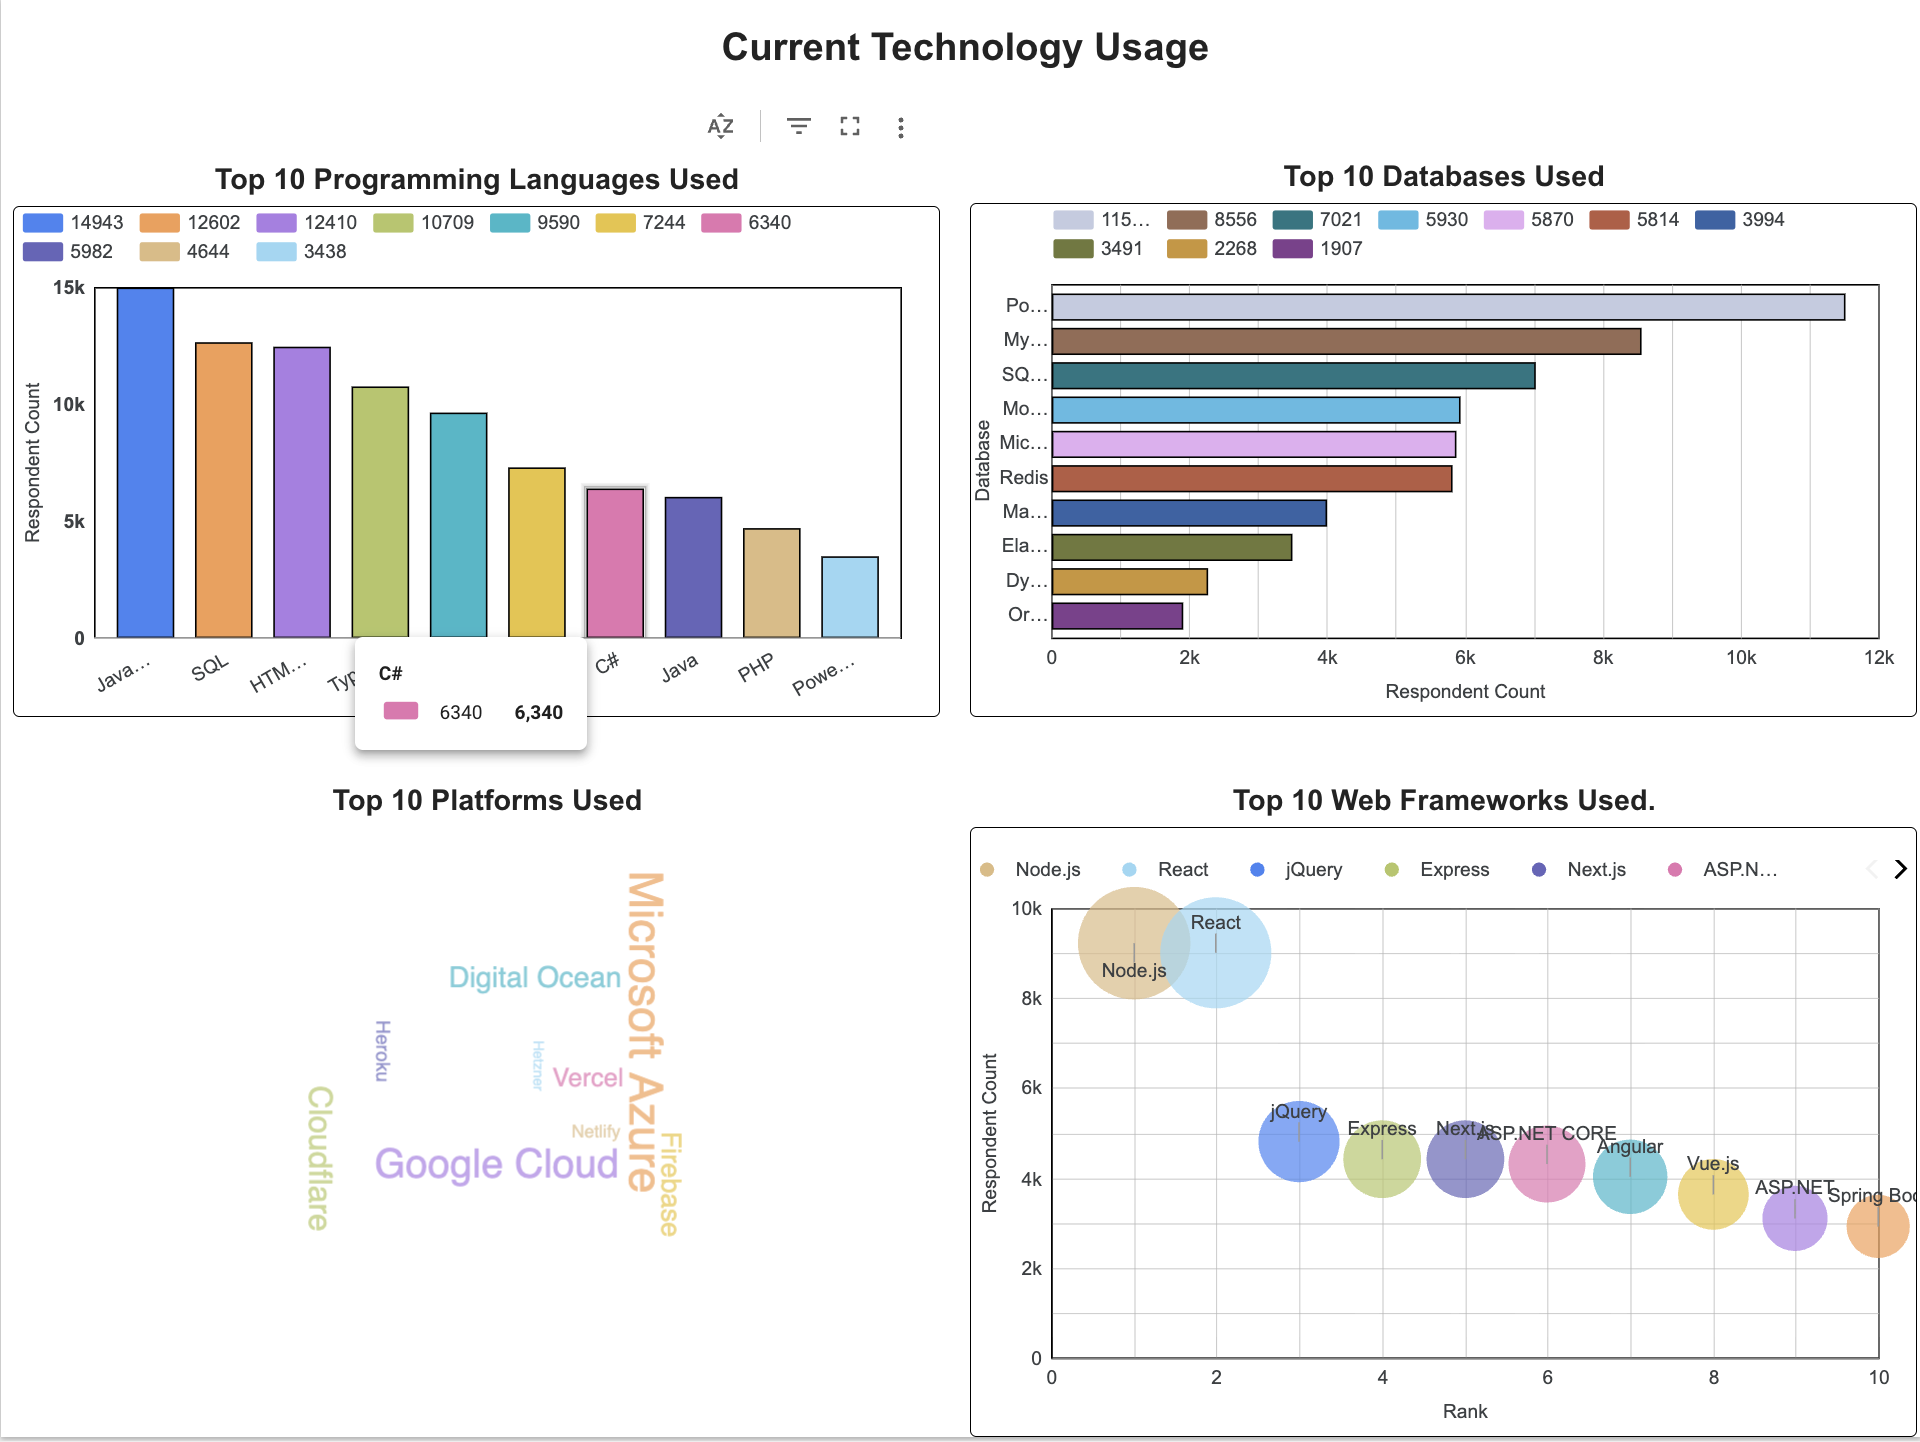 Current Technology Usage
AZ
Top 10 Programming Languages Used
14943 12602 12410 10709 9590 7244 6340
5982 4644 3438
Respondent Count
15k
10k
5k
0
Java… SQL HTM… Typ C# Java PHP Powe…
C#
6340 6,340
Top 10 Databases Used
115… 8556 7021 5930 5870 5814 3994
3491 2268 1907
Database
Po…
My…
SQ…
Mo…
Mic…
Redis
Ma…
Ela…
Dy…
Or…
0 2k 4k 6k 8k 10k 12k
Respondent Count
Top 10 Platforms Used
Microsoft Azure
Digital Ocean
Heroku
Hetzner
Vercel
Cloudflare
Netlify
Google Cloud
Firebase
Top 10 Web Frameworks Used.
Node.js React jQuery Express Next.js ASP.N…
Respondent Count
10k
8k
6k
4k
2k
0
React
Node.js
jQuery
Express
Next.js
ASP.NET CORE
Angular
Vue.js
ASP.NET
Spring Boo
0 2 4 6 8 10
Rank